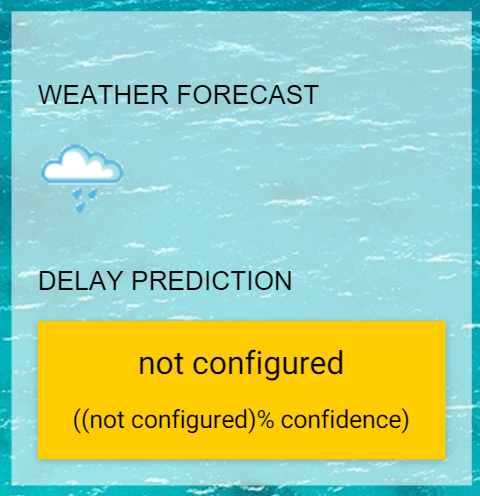 WEATHER FORECAST
DELAY PREDICTION
not configured
((not configured)% confidence)